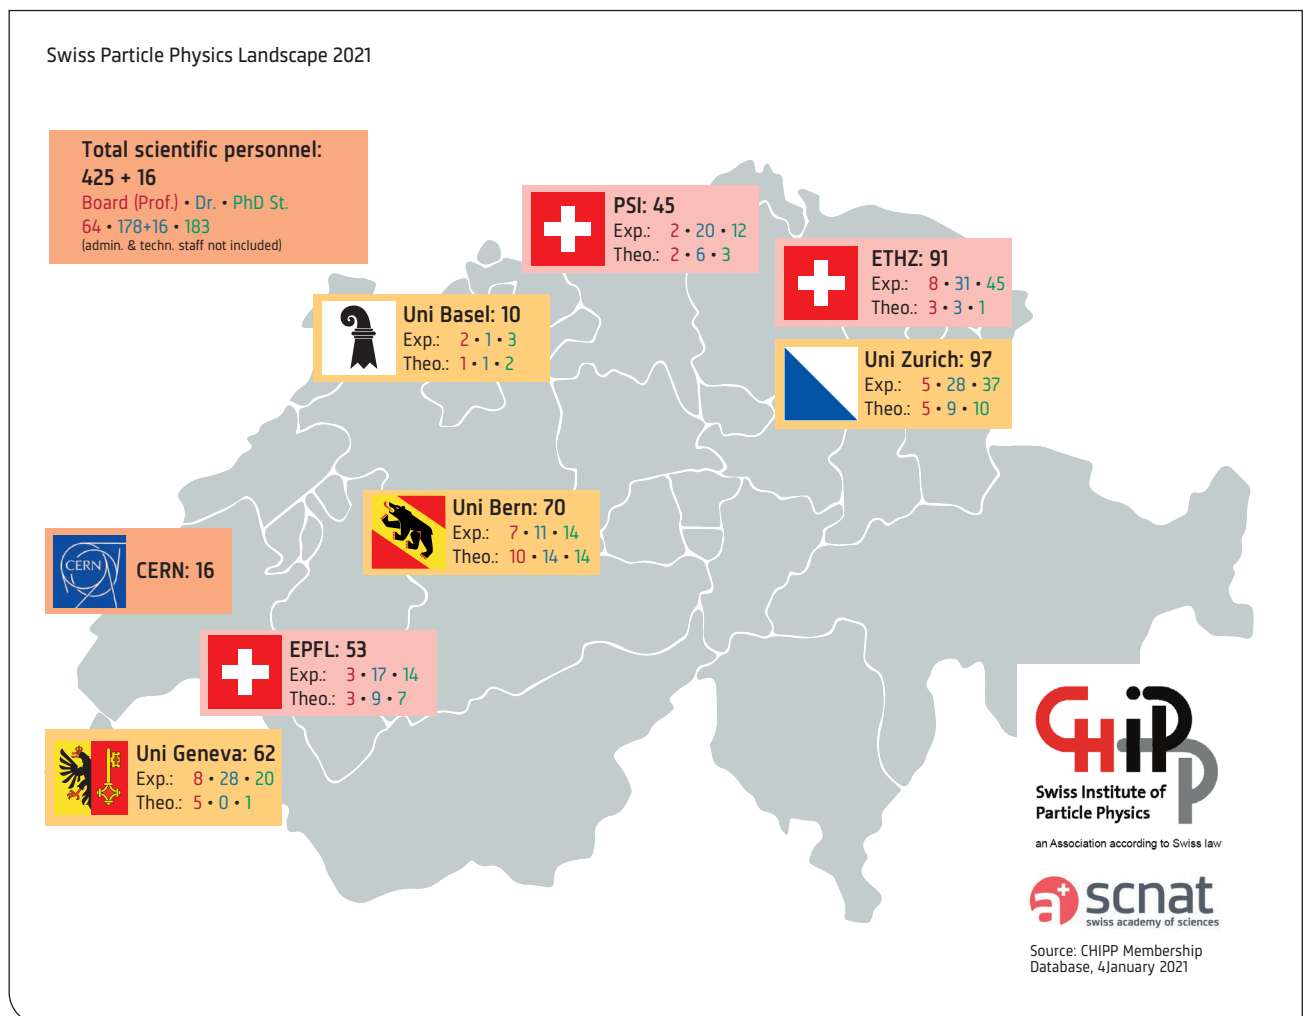 Swiss Particle Physics Landscape 2021
Total scientific personnel:
425 + 16
Board (Prof.) • Dr. • PhD St.
64 • 178+16 • 183
(admin. & techn. staff not included)
PSI: 45
Exp.: 2 • 20 • 12
Theo.: 2 • 6 • 3
ETHZ: 91
Exp.: 8 • 31 • 45
Theo.: 3 • 3 • 1
Uni Basel: 10
Exp.: 2 • 1 • 3
Theo.: 1 • 1 • 2
Uni Zurich: 97
Exp.: 5 • 28 • 37
Theo.: 5 • 9 • 10
Uni Bern: 70
Exp.: 7 • 11 • 14
Theo.: 10 • 14 • 14
CERN
CERN: 16
EPFL: 53
Exp.: 3 • 17 • 14
Theo.: 3 • 9 • 7
Uni Geneva: 62
Exp.: 8 • 28 • 20
Theo.: 5 • 0 • 1
CHiPP
Swiss Institute of
Particle Physics
an Association according to Swiss law
a+ scnat
swiss academy of sciences
Source: CHIPP Membership
Database, 4January 2021